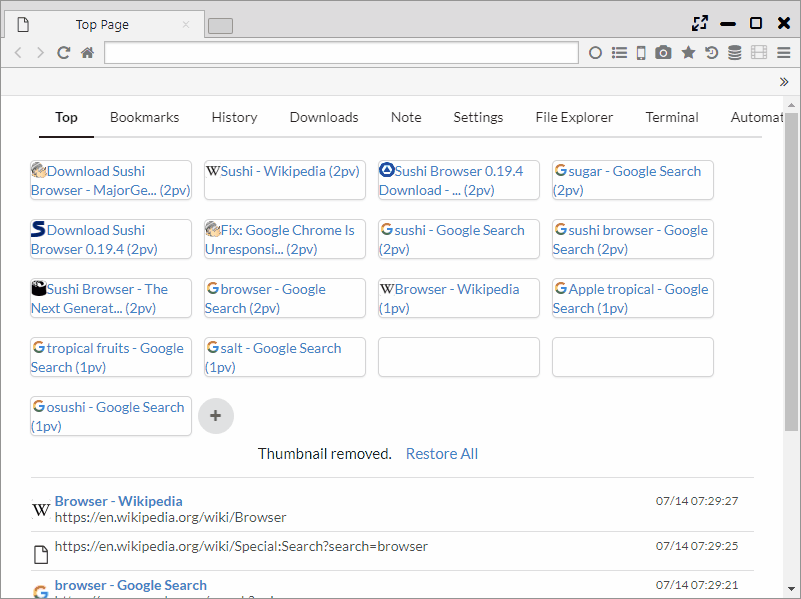 Top Page
Top Bookmarks History Downloads Note Settings File Explorer Terminal Automat
Download Sushi
Browser - MajorGe... (2pv)
Sushi - Wikipedia (2pv)
Sushi Browser 0.19.4
Download - ... (2pv)
sugar - Google Search
(2pv)
Download Sushi
Browser 0.19.4 (2pv)
Fix: Google Chrome Is
Unresponsi... (2pv)
sushi - Google Search
(2pv)
sushi browser - Google
Search (2pv)
Sushi Browser - The
Next Generat... (2pv)
browser - Google
Search (2pv)
Browser - Wikipedia
(1pv)
Apple tropical - Google
Search (1pv)
tropical fruits - Google
Search (1pv)
salt - Google Search
(1pv)
osushi - Google Search
(1pv)
Thumbnail removed. Restore All
Browser - Wikipedia 07/14 07:29:27
https://en.wikipedia.org/wiki/Browser
https://en.wikipedia.org/wiki/Special:Search?search=browser 07/14 07:29:25
browser - Google Search 07/14 07:29:21